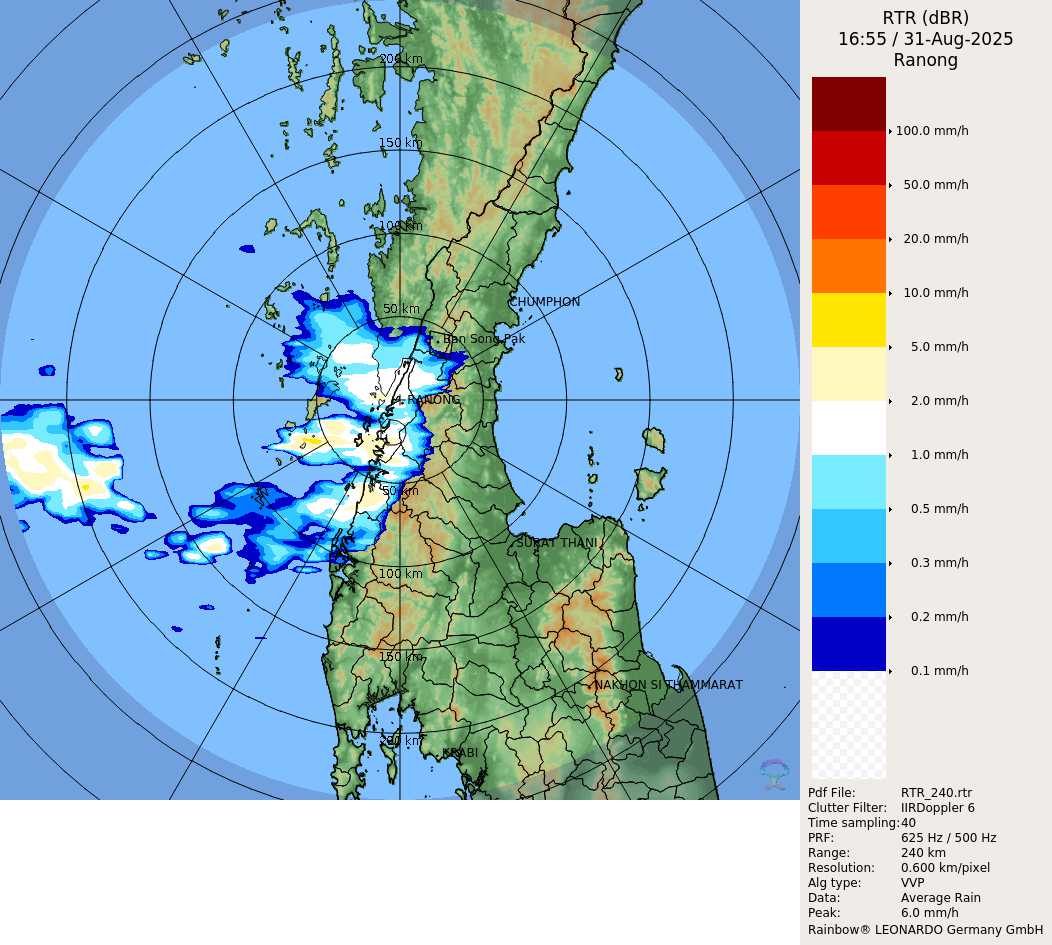 RTR (dBR)
16:55 / 31-Aug-2025
Ranong
200 km
150 km
100 km
50 km
CHUMPHON
Ban Song Pak
RANONG
50 km
SURAT THANI
100 km
150 km
NAKHON SI THAMMARAT
200 km
KRABI
100.0 mm/h
50.0 mm/h
20.0 mm/h
10.0 mm/h
5.0 mm/h
2.0 mm/h
1.0 mm/h
0.5 mm/h
0.3 mm/h
0.2 mm/h
0.1 mm/h
Pdf File: RTR_240.rtr
Clutter Filter: IIRDoppler 6
Time sampling:40
PRF: 625 Hz / 500 Hz
Range: 240 km
Resolution: 0.600 km/pixel
Alg type: VVP
Data: Average Rain
Peak: 6.0 mm/h
Rainbow® LEONARDO Germany GmbH